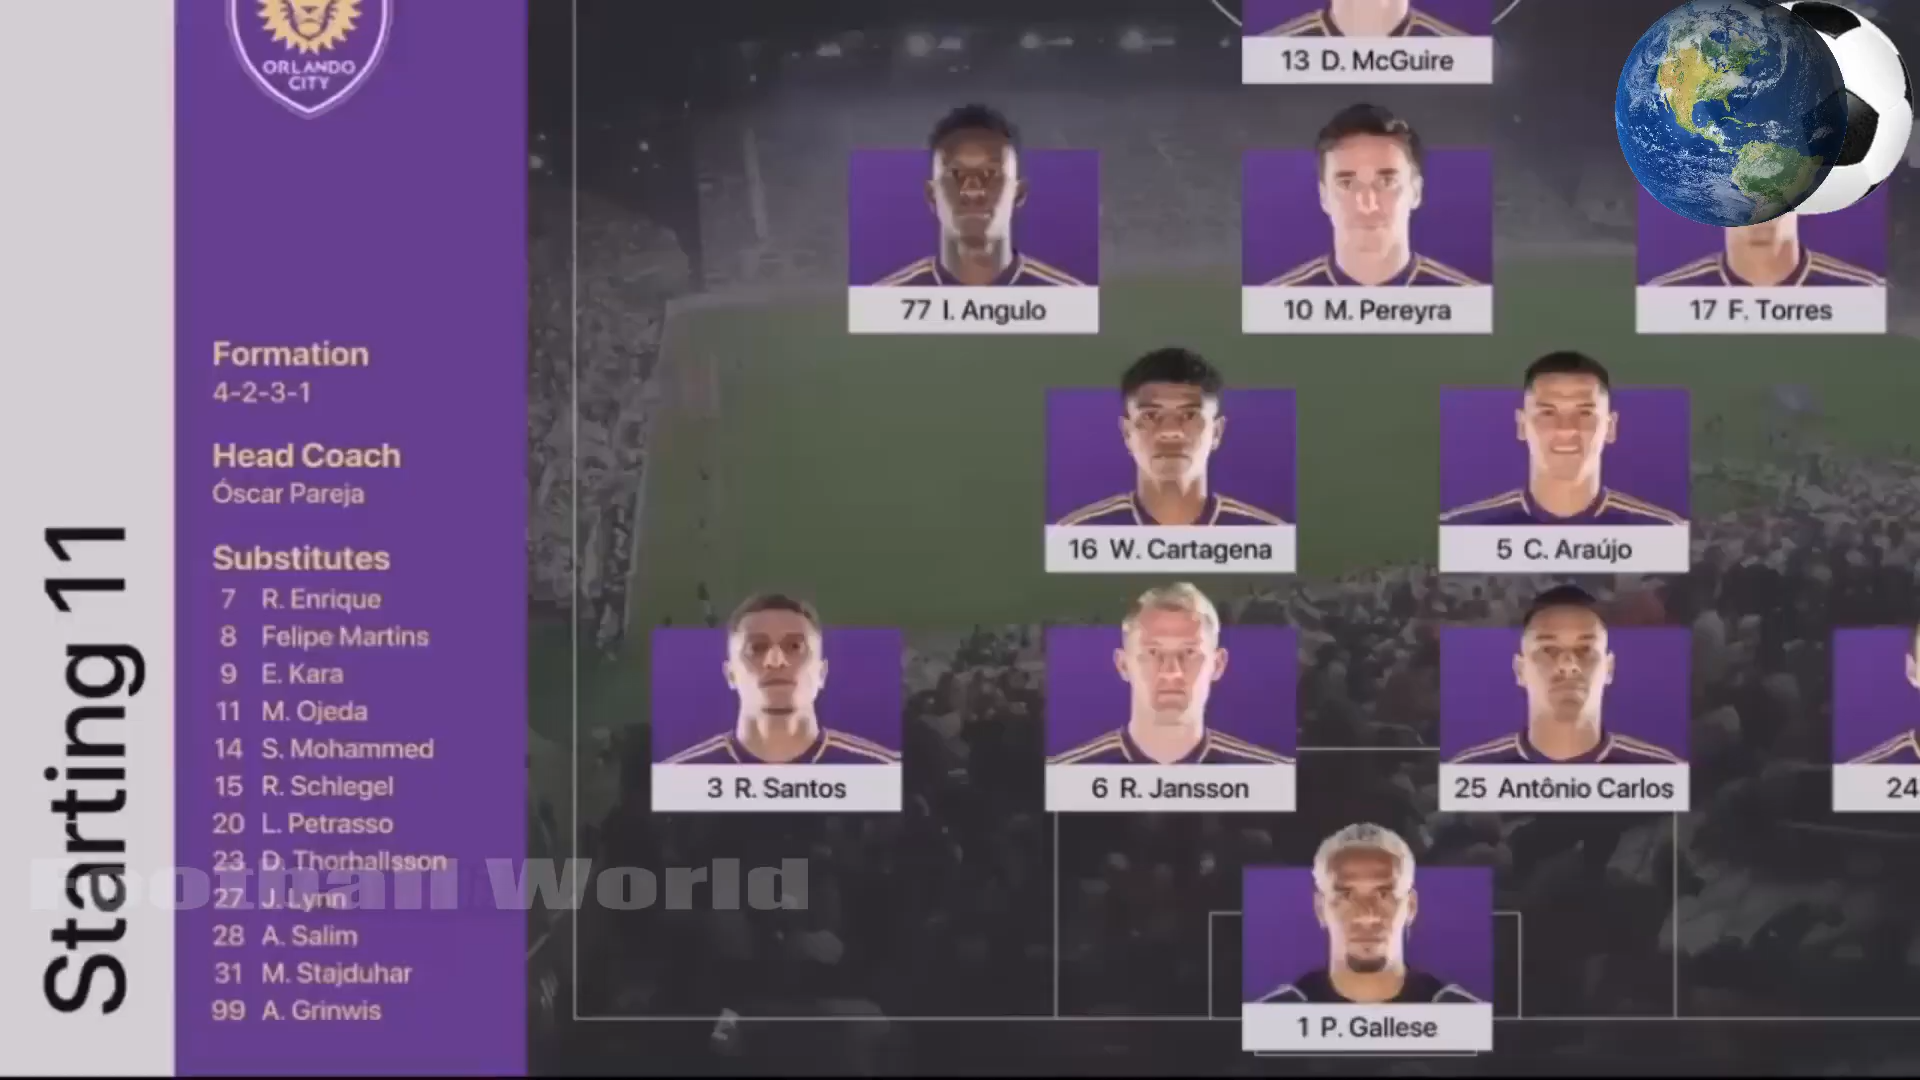 Starting 11
ORLANDO
CITY
Formation
4-2-3-1
Head Coach
Óscar Pareja
Substitutes
7 R. Enrique
8 Felipe Martins
9 E. Kara
11 M. Ojeda
14 S. Mohammed
15 R. Schlegel
20 L. Petrasso
23 D. Thorhallsson
27 J. Lynn
28 A. Salim
31 M. Stajduhar
99 A. Grinwis
13 D. McGuire
77 I. Angulo
10 M. Pereyra
17 F. Torres
16 W. Cartagena
5 C. Araújo
3 R. Santos
6 R. Jansson
25 Antônio Carlos
24
1 P. Gallese
Football World